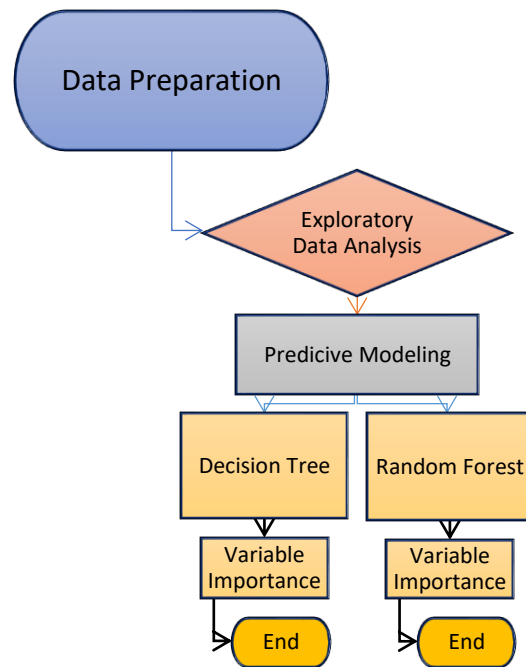 Data Preparation
Exploratory
Data Analysis
Predicive Modeling
Decision Tree
Random Forest
Variable
Importance
Variable
Importance
End
End